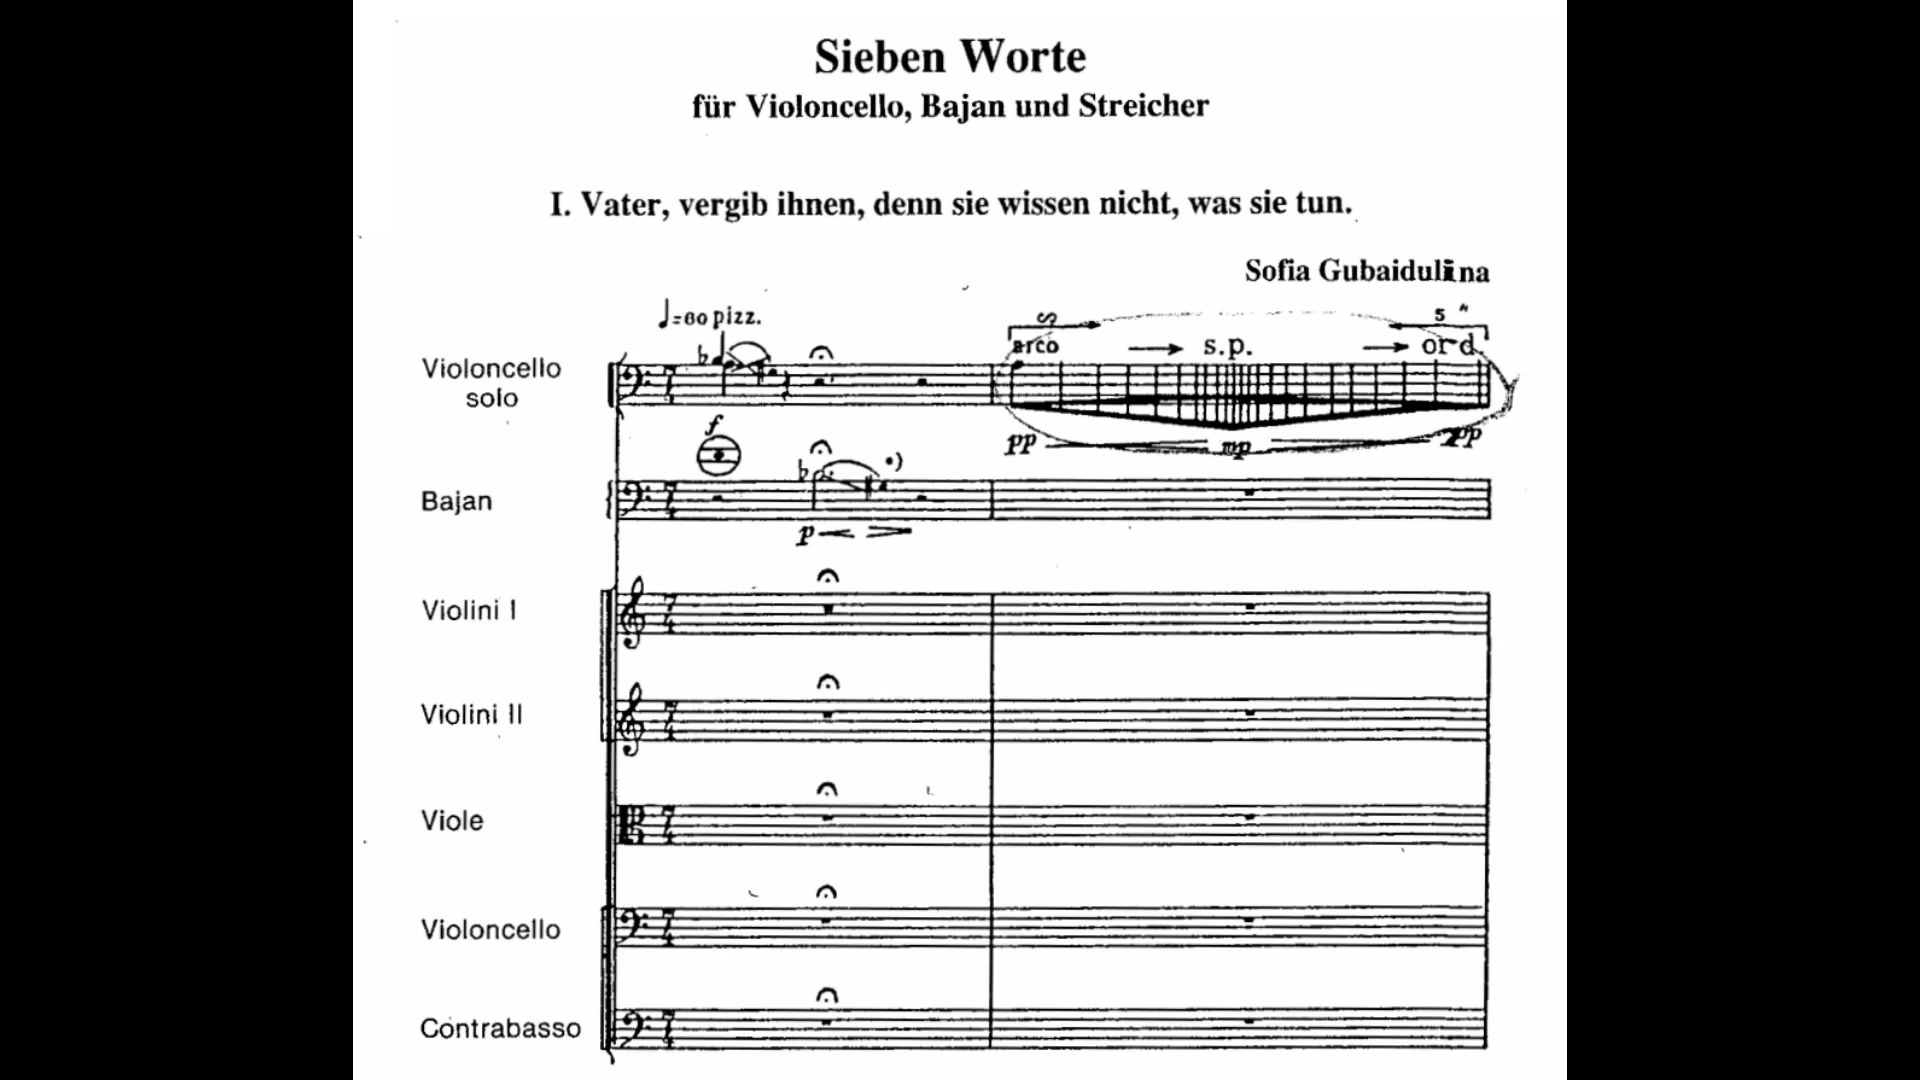 Sieben Worte
für Violoncello, Bajan und Streicher
I. Vater, vergib ihnen, denn sie wissen nicht, was sie tun.
Sofia Gubaidulina
♩=60 pizz.
5"
arco → s.p. → ord.
Violoncello
solo
f
pp mp pp
Bajan
*)
p
Violini I
Violini II
Viole
Violoncello
Contrabasso